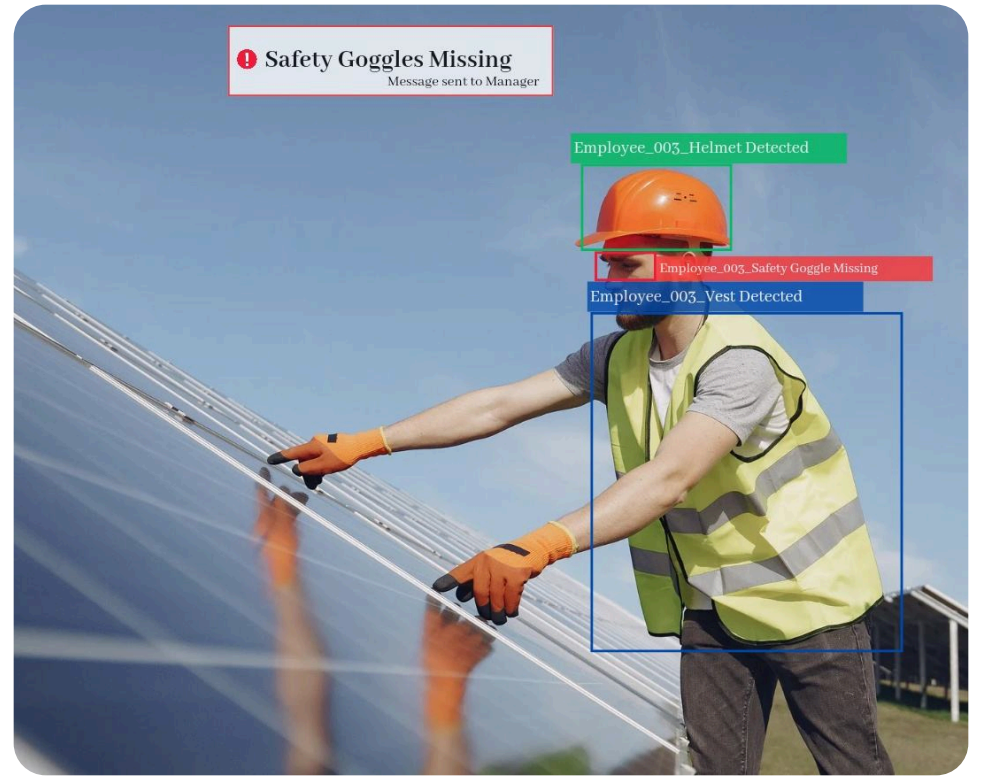 Safety Goggles Missing
Message sent to Manager
Employee_003_Helmet Detected
Employee_003_Safety Goggle Missing
Employee_003_Vest Detected